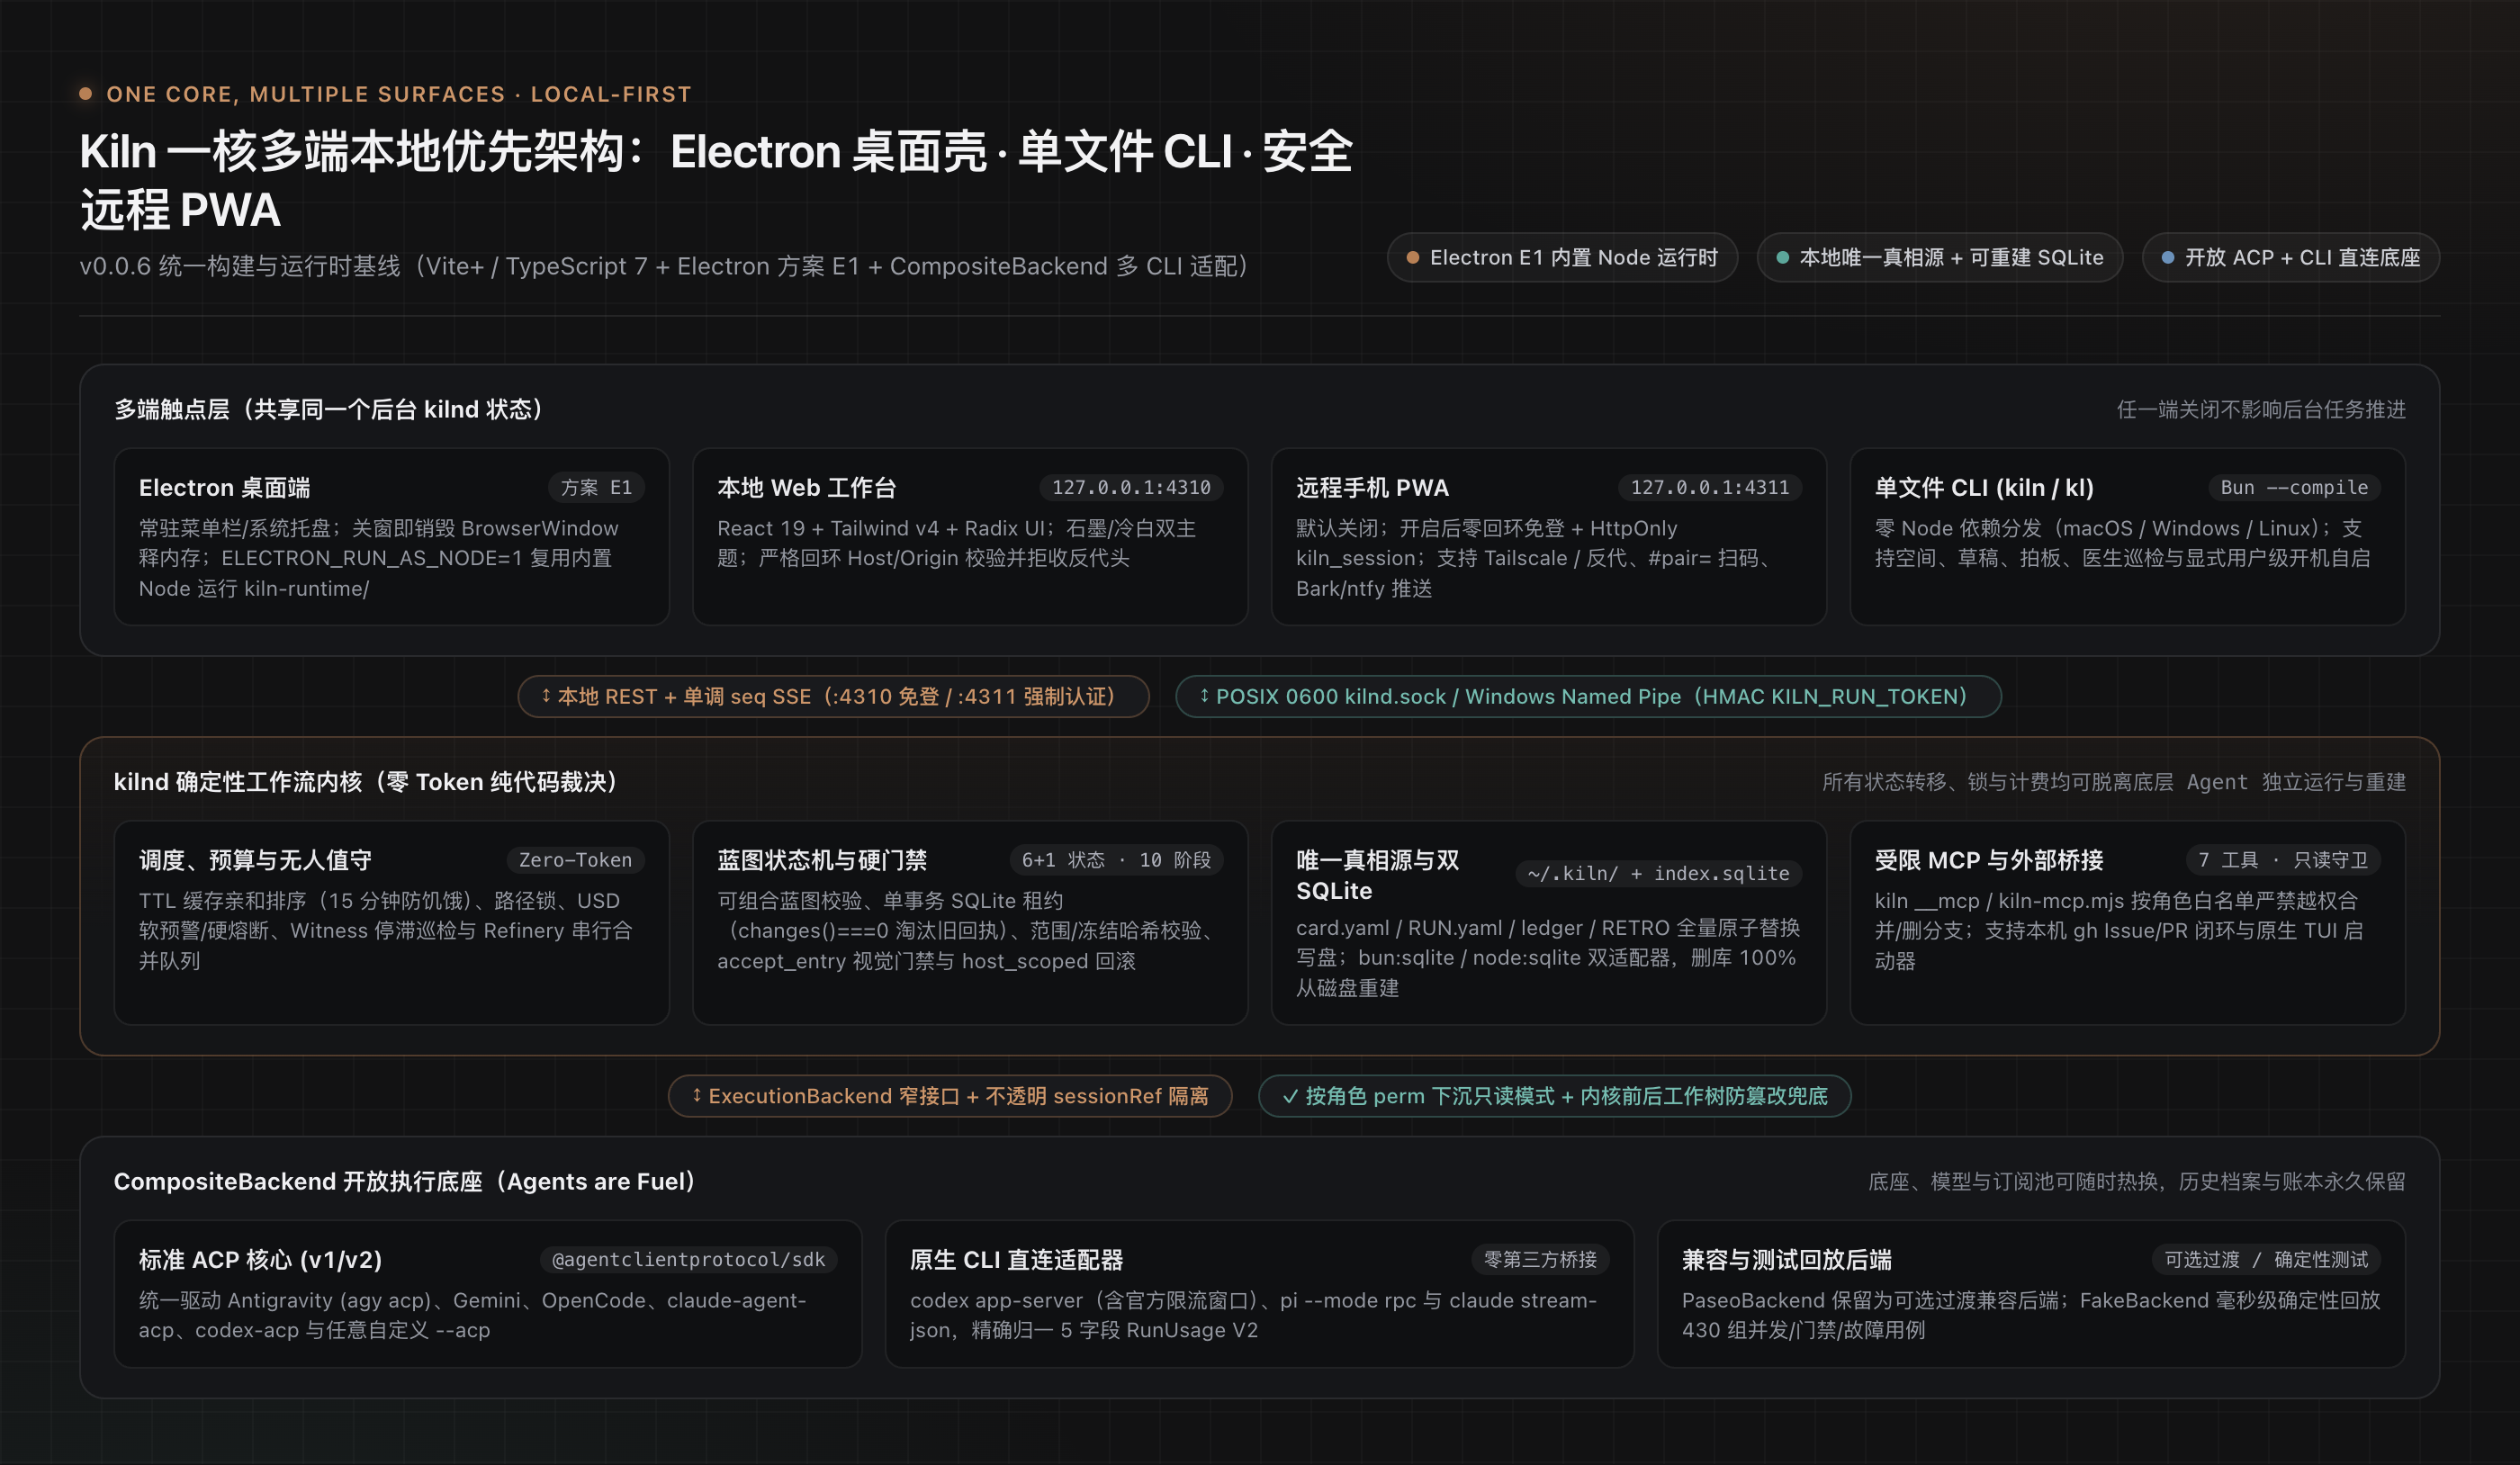 ONE CORE, MULTIPLE SURFACES · LOCAL-FIRST
Kiln 一核多端本地优先架构：Electron 桌面壳 · 单文件 CLI · 安全
远程 PWA
v0.0.6 统一构建与运行时基线（Vite+ / TypeScript 7 + Electron 方案 E1 + CompositeBackend 多 CLI 适配）
Electron E1 内置 Node 运行时
本地唯一真相源 + 可重建 SQLite
开放 ACP + CLI 直连底座
多端触点层（共享同一个后台 kilnd 状态）
任一端关闭不影响后台任务推进
Electron 桌面端
方案 E1
常驻菜单栏/系统托盘；关窗即销毁 BrowserWindow
释内存；ELECTRON_RUN_AS_NODE=1 复用内置
Node 运行 kiln-runtime/
本地 Web 工作台
127.0.0.1:4310
React 19 + Tailwind v4 + Radix UI；石墨/冷白双主
题；严格回环 Host/Origin 校验并拒收反代头
远程手机 PWA
127.0.0.1:4311
默认关闭；开启后零回环免登 + HttpOnly
kiln_session；支持 Tailscale / 反代、#pair= 扫码、
Bark/ntfy 推送
单文件 CLI (kiln / kl)
Bun --compile
零 Node 依赖分发（macOS / Windows / Linux）；支
持空间、草稿、拍板、医生巡检与显式用户级开机自启
↕ 本地 REST + 单调 seq SSE（:4310 免登 / :4311 强制认证）
↕ POSIX 0600 kilnd.sock / Windows Named Pipe（HMAC KILN_RUN_TOKEN）
kilnd 确定性工作流内核（零 Token 纯代码裁决）
所有状态转移、锁与计费均可脱离底层 Agent 独立运行与重建
调度、预算与无人值守
Zero-Token
TTL 缓存亲和排序（15 分钟防饥饿）、路径锁、USD
软预警/硬熔断、Witness 停滞巡检与 Refinery 串行合
并队列
蓝图状态机与硬门禁
6+1 状态 · 10 阶段
可组合蓝图校验、单事务 SQLite 租约
（changes()===0 淘汰旧回执）、范围/冻结哈希校验、
accept_entry 视觉门禁与 host_scoped 回滚
唯一真相源与双
SQLite
~/.kiln/ + index.sqlite
card.yaml / RUN.yaml / ledger / RETRO 全量原子替换
写盘；bun:sqlite / node:sqlite 双适配器，删库 100%
从磁盘重建
受限 MCP 与外部桥接
7 工具 · 只读守卫
kiln __mcp / kiln-mcp.mjs 按角色白名单严禁越权合
并/删分支；支持本机 gh Issue/PR 闭环与原生 TUI 启
动器
↕ ExecutionBackend 窄接口 + 不透明 sessionRef 隔离
✓ 按角色 perm 下沉只读模式 + 内核前后工作树防篡改兜底
CompositeBackend 开放执行底座（Agents are Fuel）
底座、模型与订阅池可随时热换，历史档案与账本永久保留
标准 ACP 核心 (v1/v2)
@agentclientprotocol/sdk
统一驱动 Antigravity (agy acp)、Gemini、OpenCode、claude-agent-
acp、codex-acp 与任意自定义 --acp
原生 CLI 直连适配器
零第三方桥接
codex app-server（含官方限流窗口）、pi --mode rpc 与 claude stream-
json，精确归一 5 字段 RunUsage V2
兼容与测试回放后端
可选过渡 / 确定性测试
PaseoBackend 保留为可选过渡兼容后端；FakeBackend 毫秒级确定性回放
430 组并发/门禁/故障用例